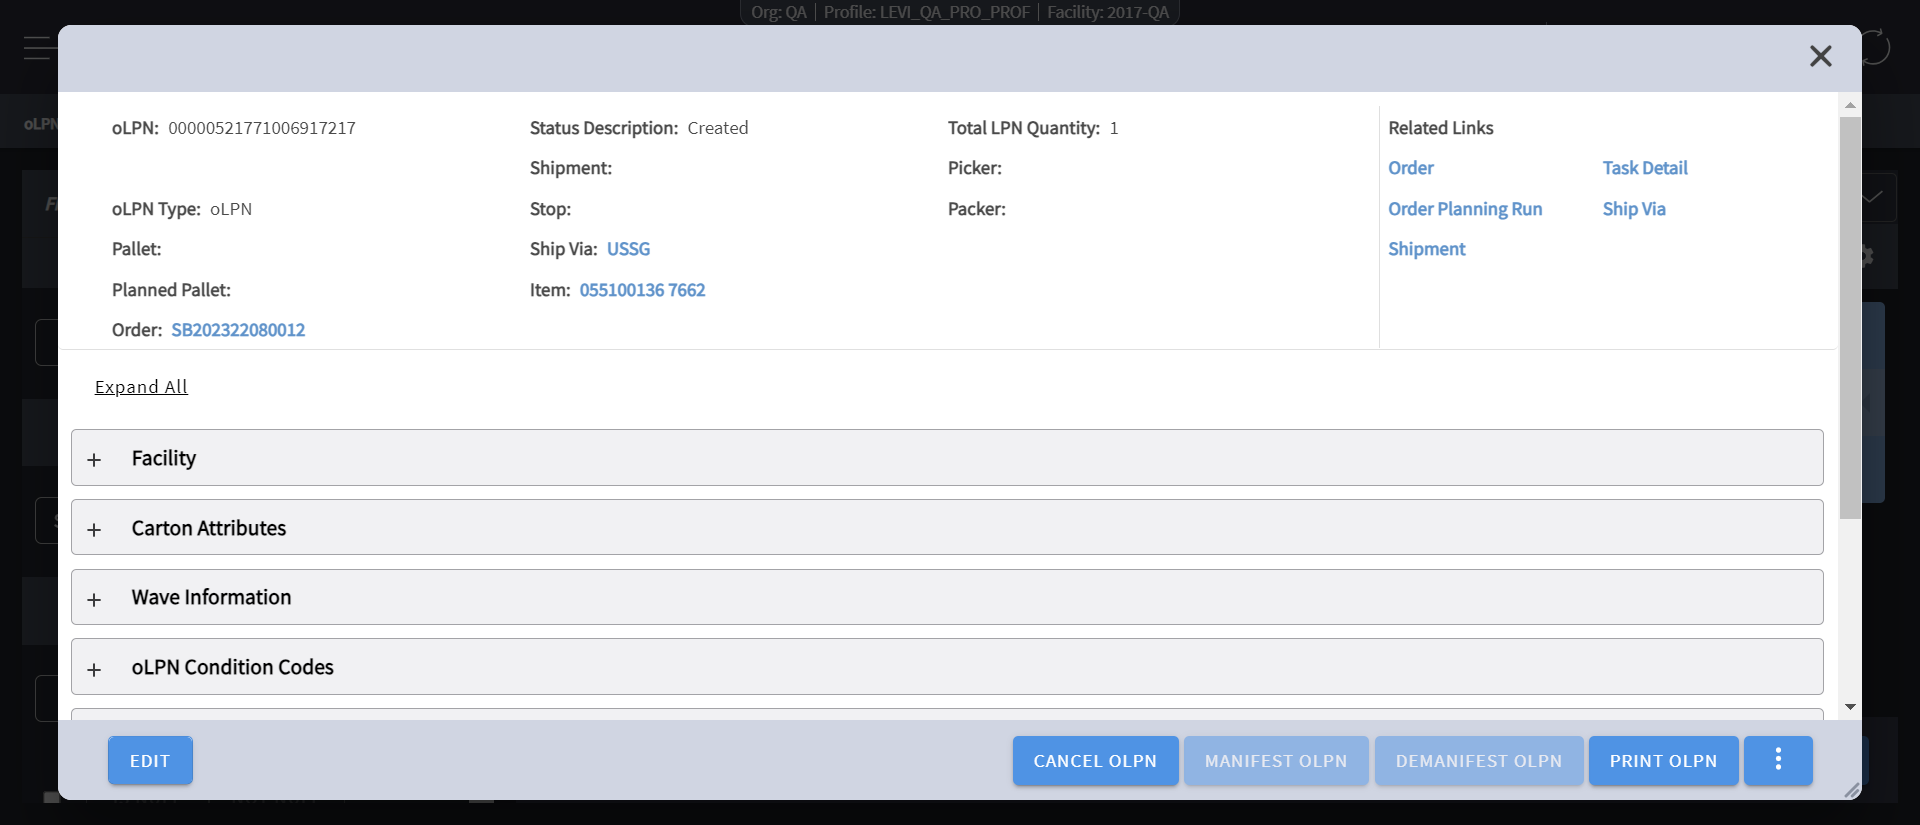 Org: QA | Profile: LEVI_QA_PRO_PROF | Facility: 2017-QA
oLPN
oLPN: 00000521771006917217
Status Description: Created
Total LPN Quantity: 1
Related Links
Shipment:
Picker:
Order
Task Detail
oLPN Type: oLPN
Stop:
Packer:
Order Planning Run
Ship Via
Pallet:
Ship Via: USSG
Shipment
Planned Pallet:
Item: 055100136 7662
Order: SB202322080012
Expand All
+ Facility
+ Carton Attributes
+ Wave Information
+ oLPN Condition Codes
EDIT
CANCEL OLPN
MANIFEST OLPN
DEMANIFEST OLPN
PRINT OLPN